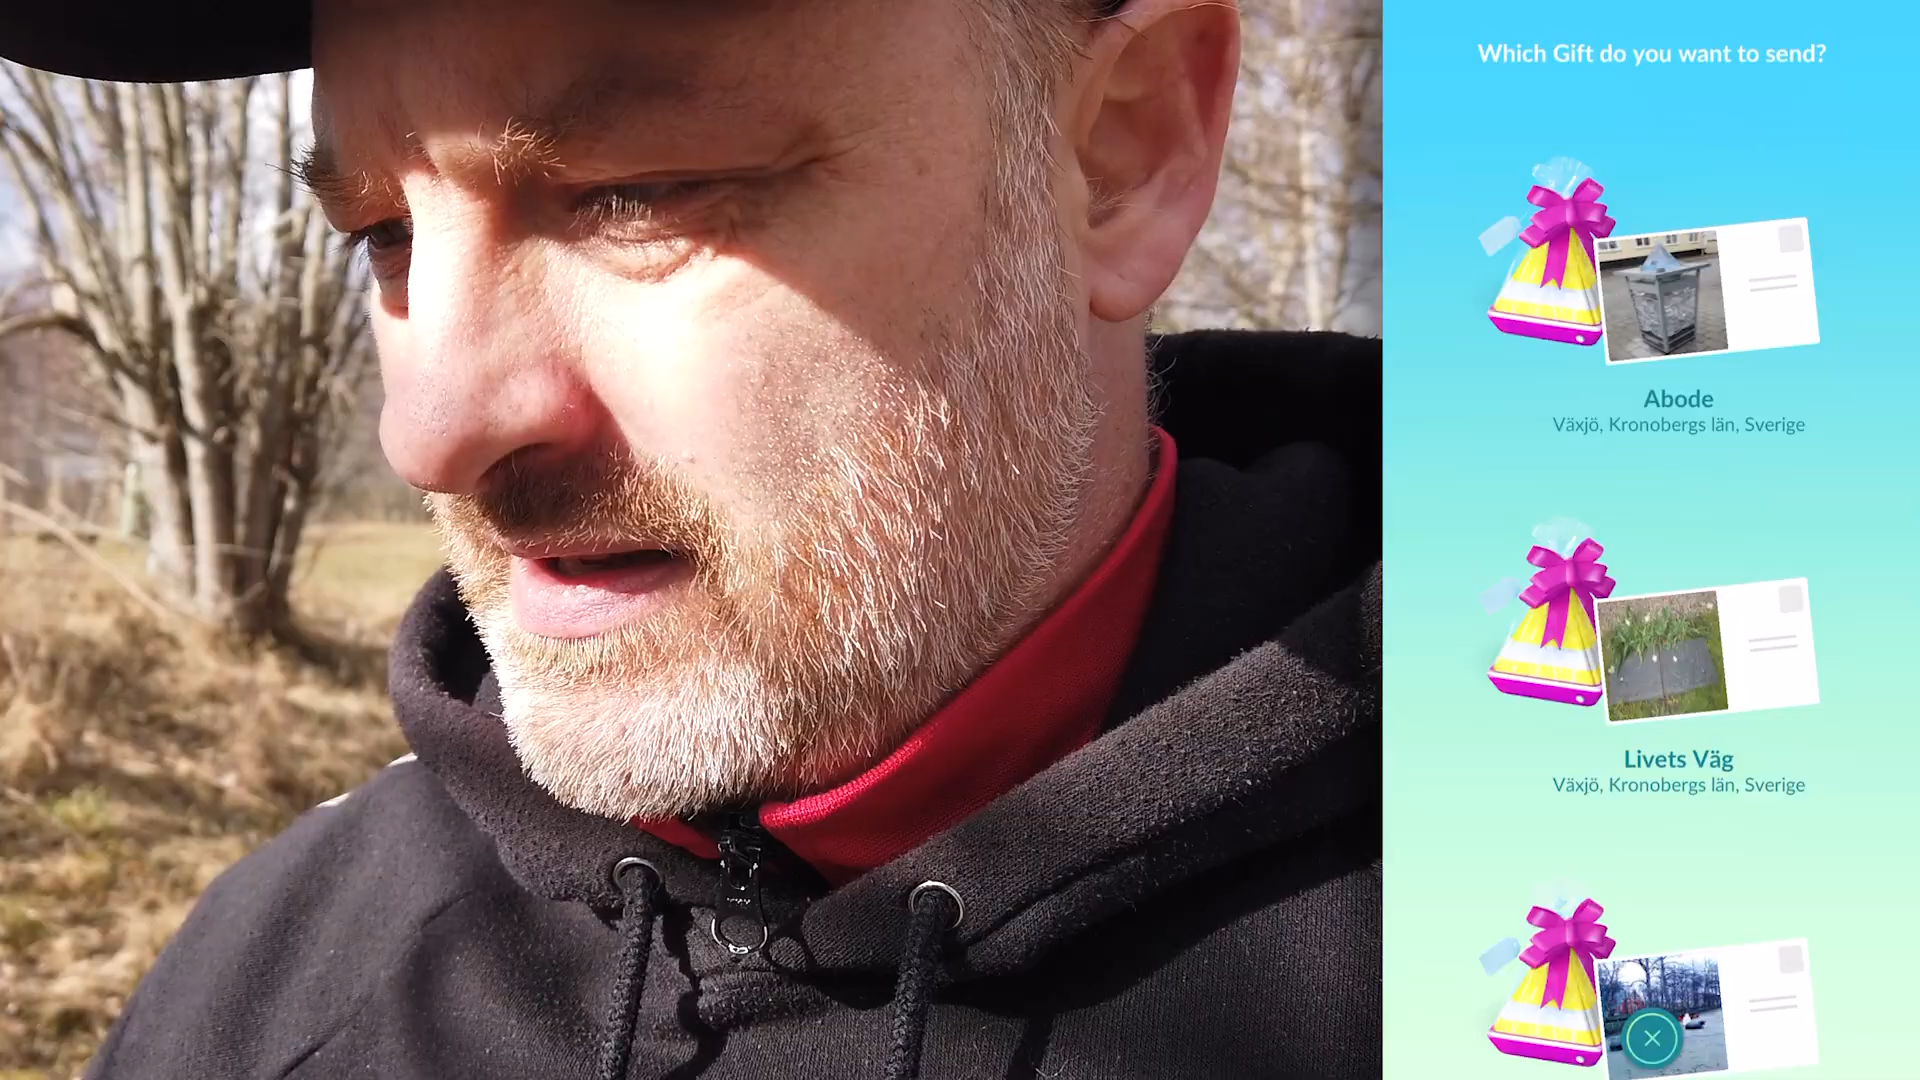 Which Gift do you want to send?
Abode
Växjö, Kronobergs län, Sverige
Livets Väg
Växjö, Kronobergs län, Sverige